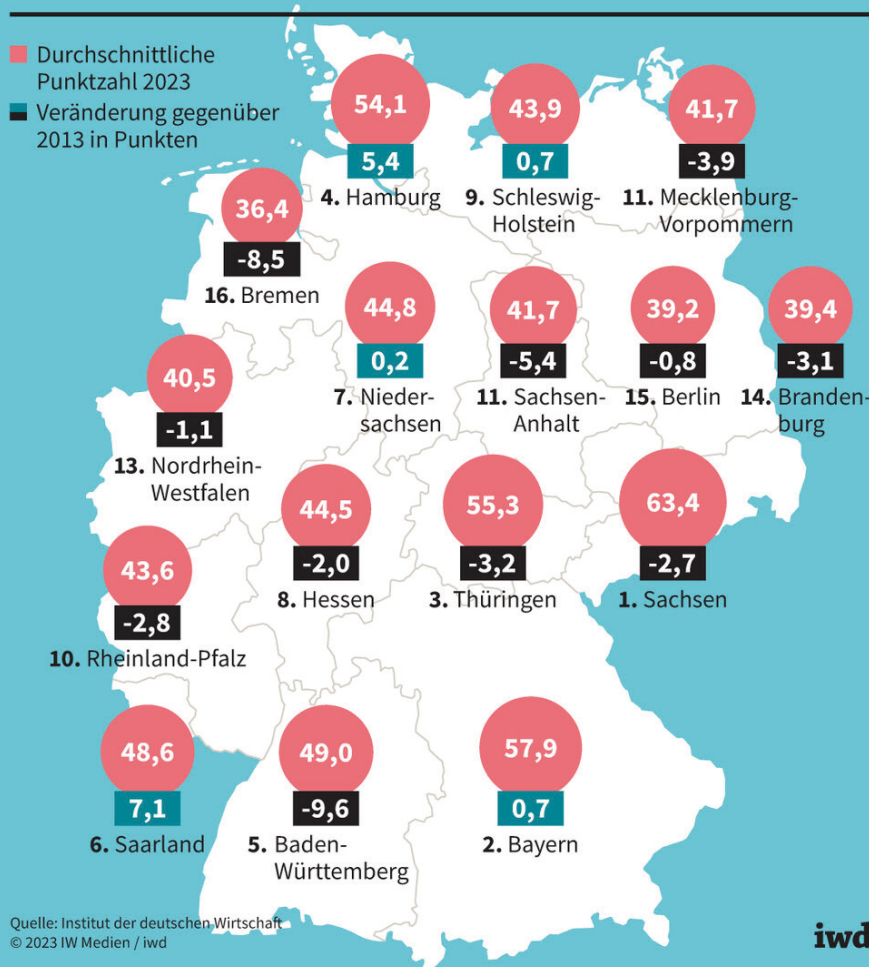 Durchschnittliche
Punktzahl 2023
Veränderung gegenüber
2013 in Punkten
54,1
5,4
4. Hamburg
43,9
0,7
9. Schleswig-
Holstein
41,7
-3,9
11. Mecklenburg-
Vorpommern
36,4
-8,5
16. Bremen
44,8
0,2
7. Nieder-
sachsen
41,7
-5,4
11. Sachsen-
Anhalt
39,2
-0,8
15. Berlin
39,4
-3,1
14. Branden-
burg
40,5
-1,1
13. Nordrhein-
Westfalen
44,5
-2,0
8. Hessen
55,3
-3,2
3. Thüringen
63,4
-2,7
1. Sachsen
43,6
-2,8
10. Rheinland-Pfalz
48,6
7,1
6. Saarland
49,0
-9,6
5. Baden-
Württemberg
57,9
0,7
2. Bayern
Quelle: Institut der deutschen Wirtschaft
© 2023 IW Medien / iwd
iwd